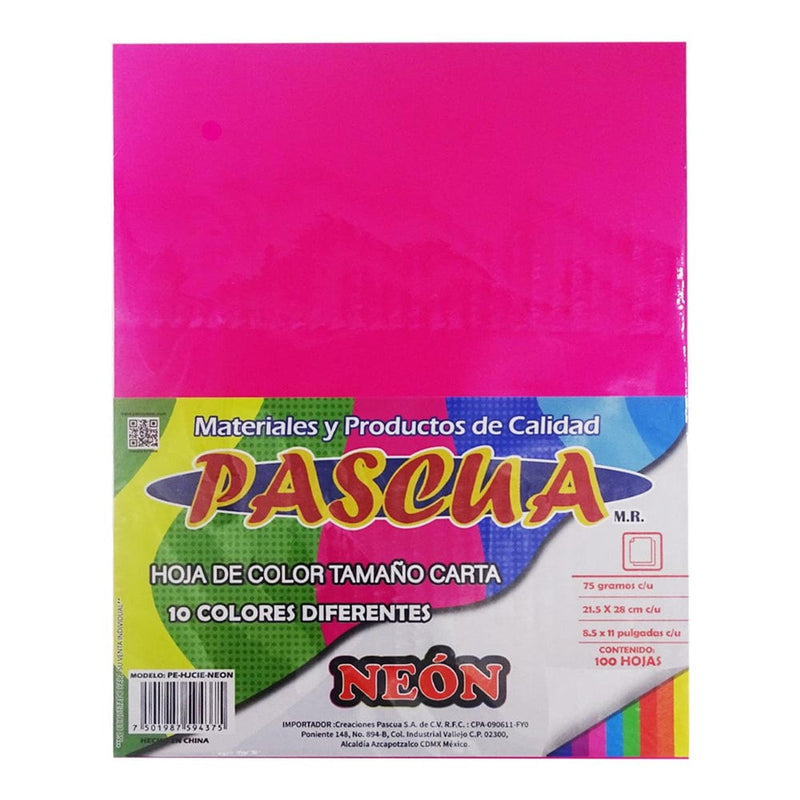 Materiales y Productos de Calidad
PASCUA
M.R.
HOJA DE COLOR TAMAÑO CARTA
10 COLORES DIFERENTES
75 gramos c/u
21.5 X 28 cm c/u
8.5 x 11 pulgadas c/u
CONTENIDO:
100 HOJAS
NEÓN
MODELO: PE-HJCIE-NEON
7 501987 594375
HECHO EN CHINA
IMPORTADOR :Creaciones Pascua S.A. de C.V. R.F.C. : CPA-090611-FY0
Poniente 148, No. 894-B, Col. Industrial Vallejo C.P. 02300,
Alcaldía Azcapotzalco CDMX México.